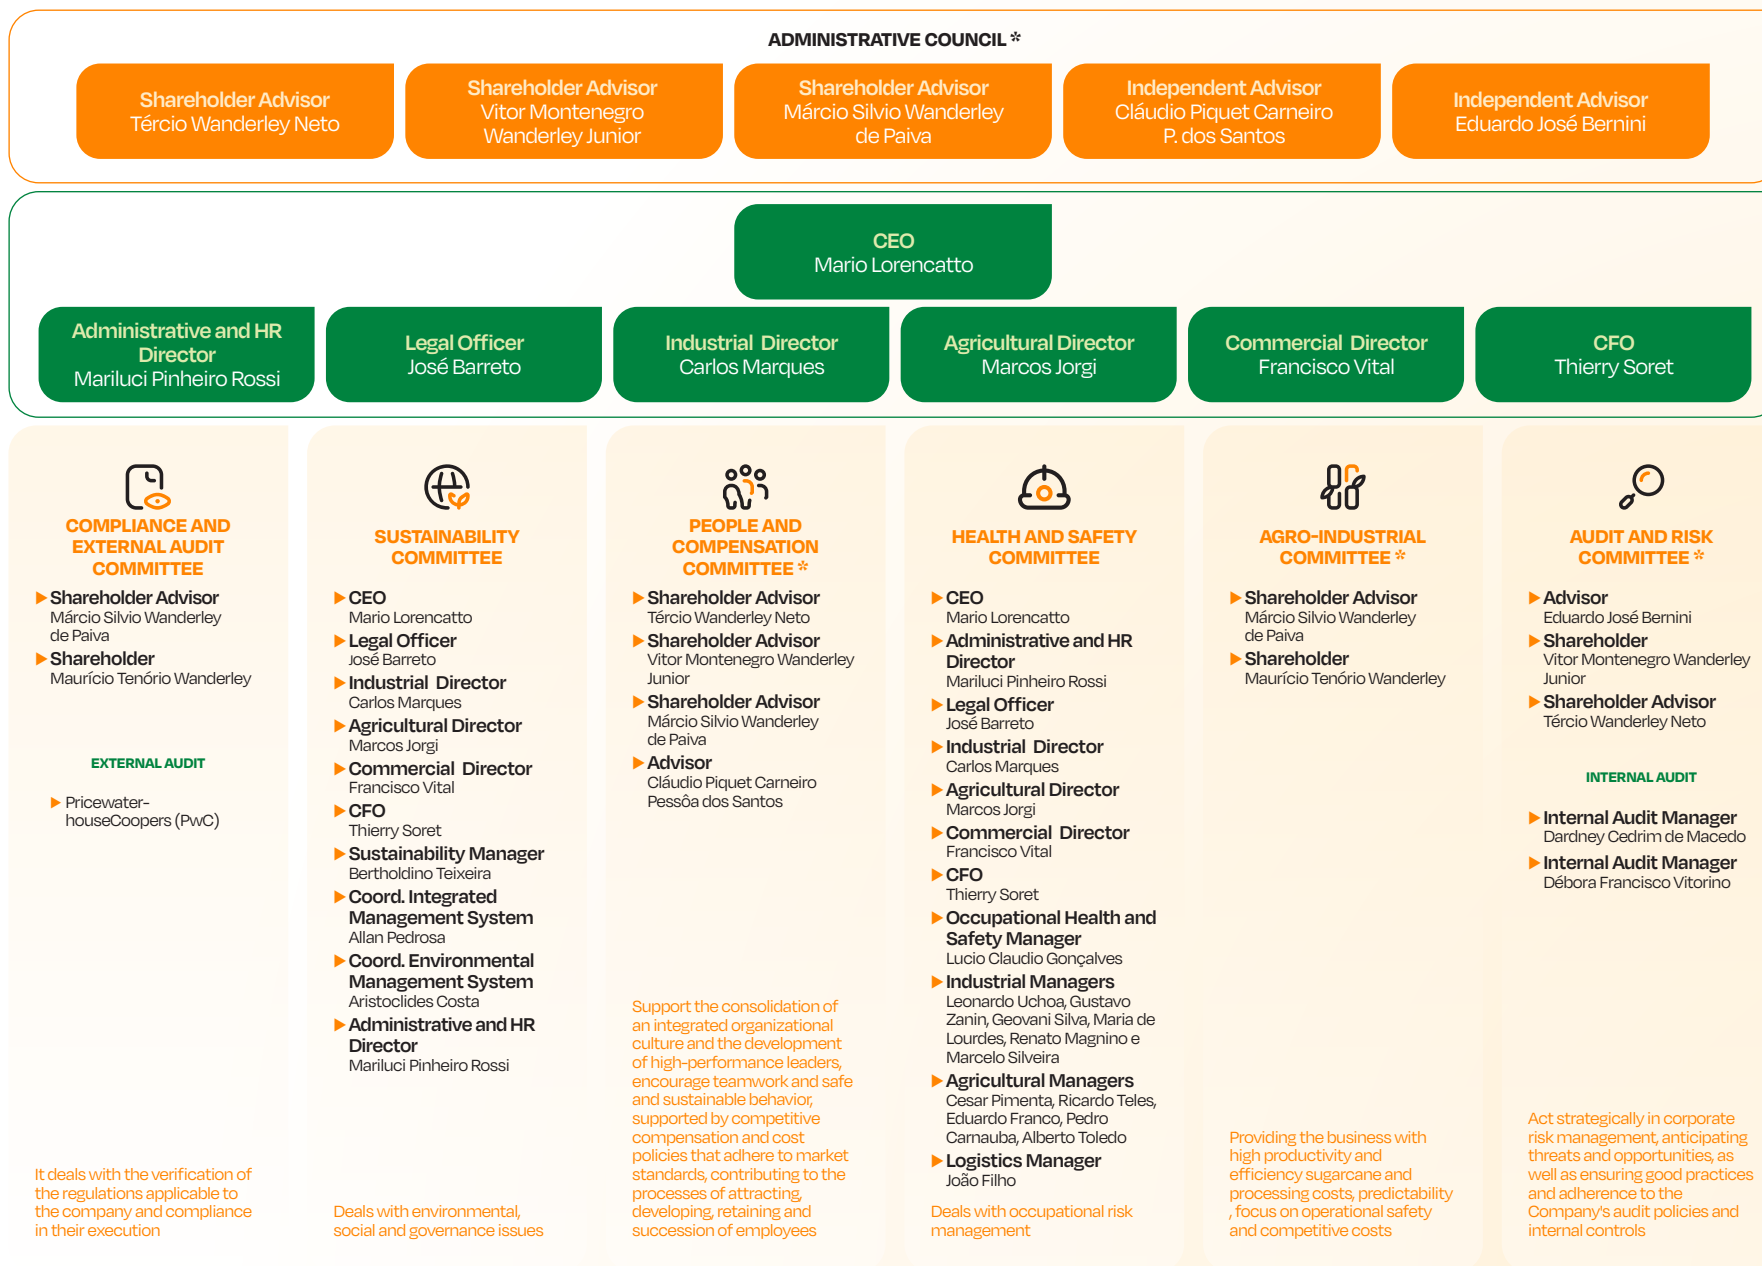 ADMINISTRATIVE COUNCIL *
Shareholder Advisor
Tércio Wanderley Neto
Shareholder Advisor
Vitor Montenegro
Wanderley Junior
Shareholder Advisor
Márcio Silvio Wanderley
de Paiva
Independent Advisor
Cláudio Piquet Carneiro
P. dos Santos
Independent Advisor
Eduardo José Bernini
CEO
Mario Lorencatto
Administrative and HR
Director
Mariluci Pinheiro Rossi
Legal Officer
José Barreto
Industrial Director
Carlos Marques
Agricultural Director
Marcos Jorgi
Commercial Director
Francisco Vital
CFO
Thierry Soret
COMPLIANCE AND
EXTERNAL AUDIT
COMMITTEE
▶ Shareholder Advisor
Márcio Silvio Wanderley
de Paiva
▶ Shareholder
Maurício Tenório Wanderley
EXTERNAL AUDIT
▶ Pricewater-
houseCoopers (PwC)
It deals with the verification of
the regulations applicable to
the company and compliance
in their execution
SUSTAINABILITY
COMMITTEE
▶ CEO
Mario Lorencatto
▶ Legal Officer
José Barreto
▶ Industrial Director
Carlos Marques
▶ Agricultural Director
Marcos Jorgi
▶ Commercial Director
Francisco Vital
▶ CFO
Thierry Soret
▶ Sustainability Manager
Bertholdino Teixeira
▶ Coord. Integrated
Management System
Allan Pedrosa
▶ Coord. Environmental
Management System
Aristoclides Costa
▶ Administrative and HR
Director
Mariluci Pinheiro Rossi
Deals with environmental,
social and governance issues
PEOPLE AND
COMPENSATION
COMMITTEE *
▶ Shareholder Advisor
Tércio Wanderley Neto
▶ Shareholder Advisor
Vitor Montenegro Wanderley
Junior
▶ Shareholder Advisor
Márcio Silvio Wanderley
de Paiva
▶ Advisor
Cláudio Piquet Carneiro
Pessôa dos Santos
Support the consolidation of
an integrated organizational
culture and the development
of high-performance leaders,
encourage teamwork and safe
and sustainable behavior,
supported by competitive
compensation and cost
policies that adhere to market
standards, contributing to the
processes of attracting,
developing, retaining and
succession of employees
HEALTH AND SAFETY
COMMITTEE
▶ CEO
Mario Lorencatto
▶ Administrative and HR
Director
Mariluci Pinheiro Rossi
▶ Legal Officer
José Barreto
▶ Industrial Director
Carlos Marques
▶ Agricultural Director
Marcos Jorgi
▶ Commercial Director
Francisco Vital
▶ CFO
Thierry Soret
▶ Occupational Health and
Safety Manager
Lucio Claudio Gonçalves
▶ Industrial Managers
Leonardo Uchoa, Gustavo
Zanin, Geovani Silva, Maria de
Lourdes, Renato Magnino e
Marcelo Silveira
▶ Agricultural Managers
Cesar Pimenta, Ricardo Teles,
Eduardo Franco, Pedro
Carnauba, Alberto Toledo
▶ Logistics Manager
João Filho
Deals with occupational risk
management
AGRO-INDUSTRIAL
COMMITTEE *
▶ Shareholder Advisor
Márcio Silvio Wanderley
de Paiva
▶ Shareholder
Maurício Tenório Wanderley
Providing the business with
high productivity and
efficiency sugarcane and
processing costs, predictability
, focus on operational safety
and competitive costs
AUDIT AND RISK
COMMITTEE *
▶ Advisor
Eduardo José Bernini
▶ Shareholder
Vitor Montenegro Wanderley
Junior
▶ Shareholder Advisor
Tércio Wanderley Neto
INTERNAL AUDIT
▶ Internal Audit Manager
Dardney Cedrim de Macedo
▶ Internal Audit Manager
Débora Francisco Vitorino
Act strategically in corporate
risk management, anticipating
threats and opportunities, as
well as ensuring good practices
and adherence to the
Company's audit policies and
internal controls